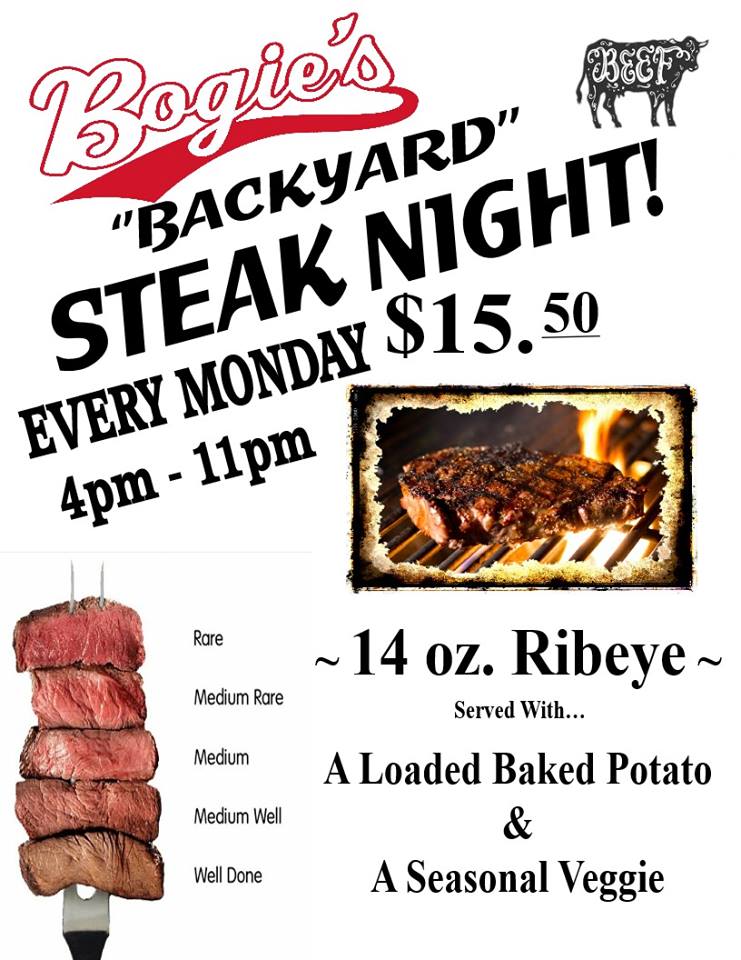 Bogie's
BEEF
"BACKYARD"
STEAK NIGHT!
EVERY MONDAY
$15.50
4pm - 11pm
Rare
Medium Rare
Medium
Medium Well
Well Done
~ 14 oz. Ribeye ~
Served With...
A Loaded Baked Potato
&
A Seasonal Veggie